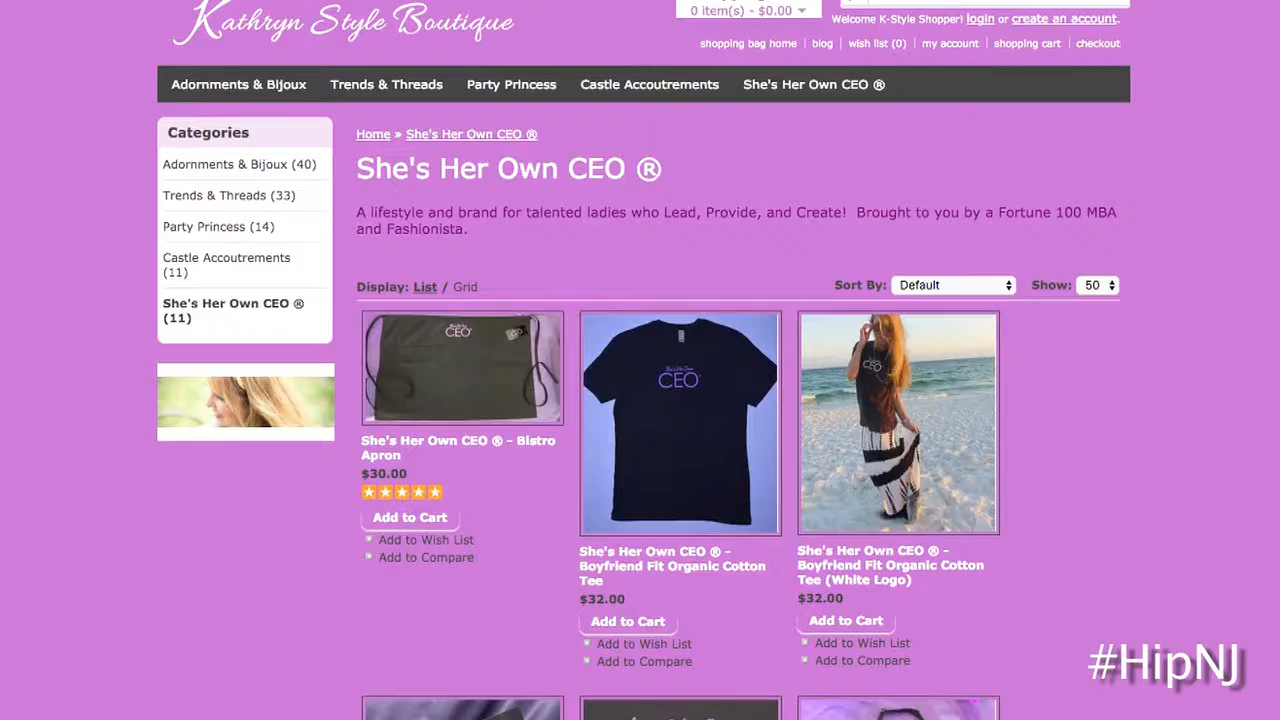 Kathryn Style Boutique
0 item(s) - $0.00
Welcome K-Style Shopper! login or create an account.
shopping bag home
blog
wish list (0)
my account
shopping cart
checkout
Adornments & Bijoux
Trends & Threads
Party Princess
Castle Accoutrements
She's Her Own CEO ®
Categories
Adornments & Bijoux (40)
Trends & Threads (33)
Party Princess (14)
Castle Accoutrements
(11)
She's Her Own CEO ®
(11)
Home » She's Her Own CEO ®
She's Her Own CEO ®
A lifestyle and brand for talented ladies who Lead, Provide, and Create! Brought to you by a Fortune 100 MBA
and Fashionista.
Display: List / Grid
Sort By: Default
Show: 50
CEO
She's Her Own CEO ® - Bistro
Apron
$30.00
Add to Cart
Add to Wish List
Add to Compare
She's Her Own
CEO
She's Her Own CEO ® -
Boyfriend Fit Organic Cotton
Tee
$32.00
Add to Cart
Add to Wish List
Add to Compare
CEO
She's Her Own CEO ® -
Boyfriend Fit Organic Cotton
Tee (White Logo)
$32.00
Add to Cart
Add to Wish List
Add to Compare
#HipNJ